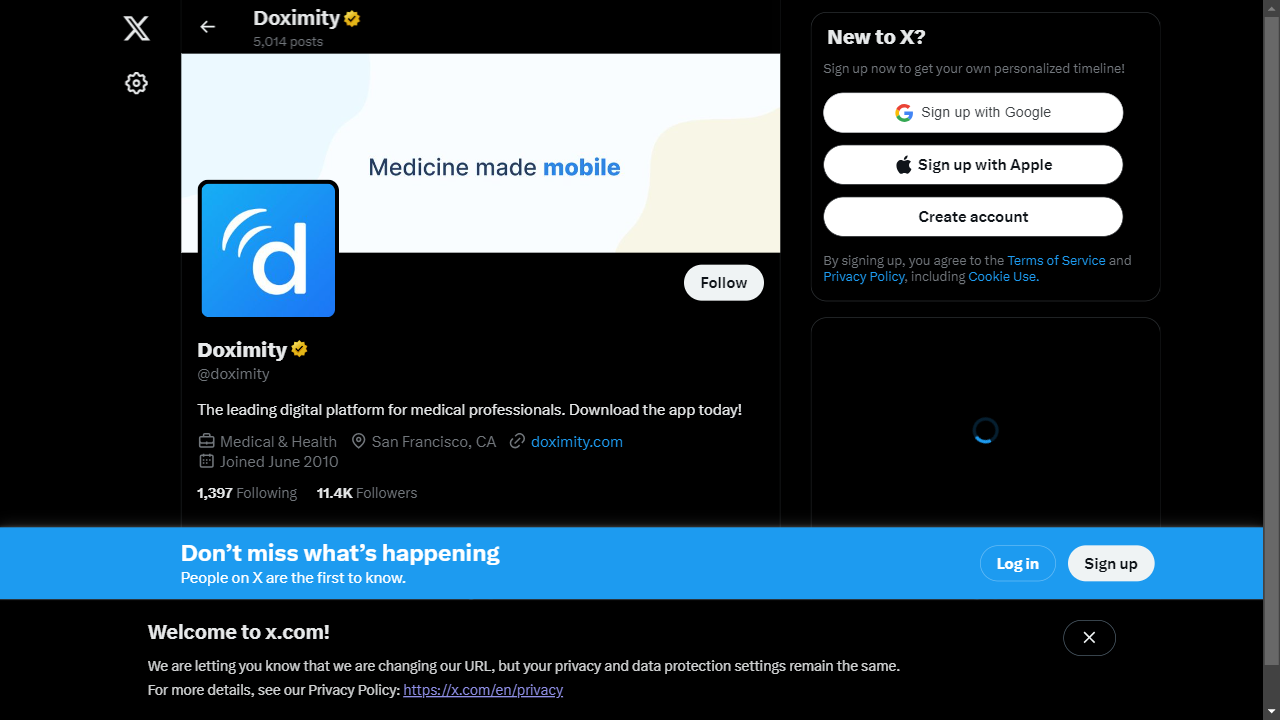 Doximity
5,014 posts
Medicine made mobile
Follow
Doximity
@doximity
The leading digital platform for medical professionals. Download the app today!
Medical & Health San Francisco, CA doximity.com
Joined June 2010
1,397 Following 11.4K Followers
New to X?
Sign up now to get your own personalized timeline!
Sign up with Google
Sign up with Apple
Create account
By signing up, you agree to the Terms of Service and
Privacy Policy, including Cookie Use.
Don’t miss what’s happening
People on X are the first to know.
Log in
Sign up
Welcome to x.com!
We are letting you know that we are changing our URL, but your privacy and data protection settings remain the same.
For more details, see our Privacy Policy: https://x.com/en/privacy